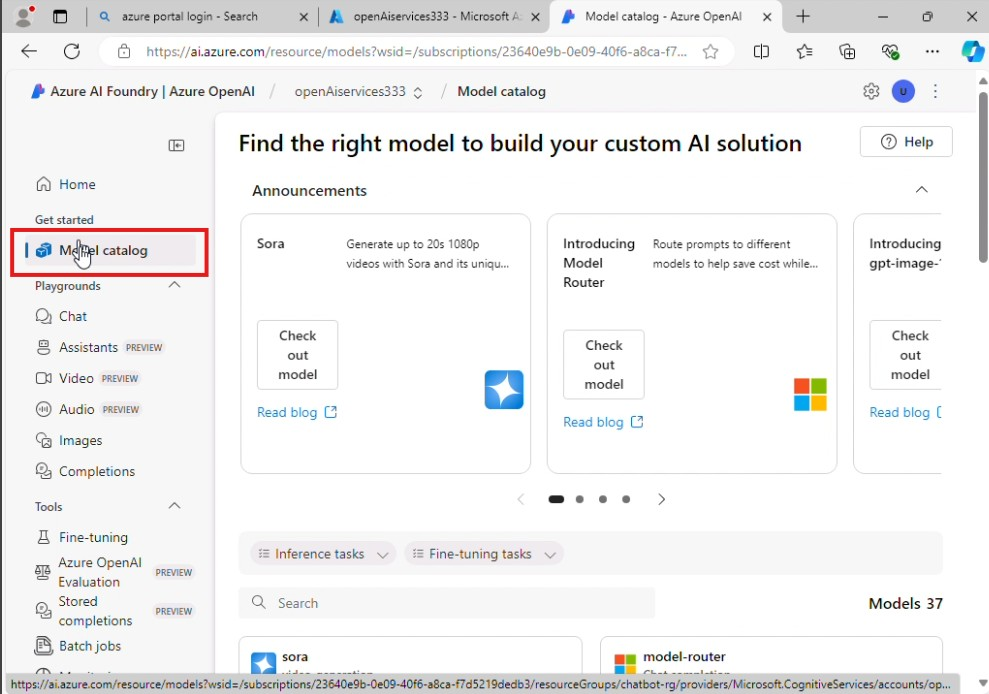 azure portal login - Search
openAiservices333 - Microsoft A
Model catalog - Azure OpenAI
https://ai.azure.com/resource/models?wsid=/subscriptions/23640e9b-0e09-40f6-a8ca-f7...
Azure AI Foundry | Azure OpenAI / openAiservices333 / Model catalog
U
Find the right model to build your custom AI solution
Help
Home
Get started
Model catalog
Playgrounds
Chat
Assistants PREVIEW
Video PREVIEW
Audio PREVIEW
Images
Completions
Tools
Fine-tuning
Azure OpenAI
Evaluation
PREVIEW
Stored
completions
PREVIEW
Batch jobs
Announcements
Sora
Generate up to 20s 1080p
videos with Sora and its uniqu...
Check
out
model
Read blog
Introducing
Model
Router
Route prompts to different
models to help save cost while...
Check
out
model
Read blog
Introducing
gpt-image-
Check
out
model
Read blog
Inference tasks
Fine-tuning tasks
Search
Models 37
sora
video-generation
model-router
Chat completion
https://ai.azure.com/resource/models?wsid=/subscriptions/23640e9b-0e09-40f6-a8ca-f7d5219dedb3/resourceGroups/chatbot-rg/providers/Microsoft.CognitiveServices/accounts/op...